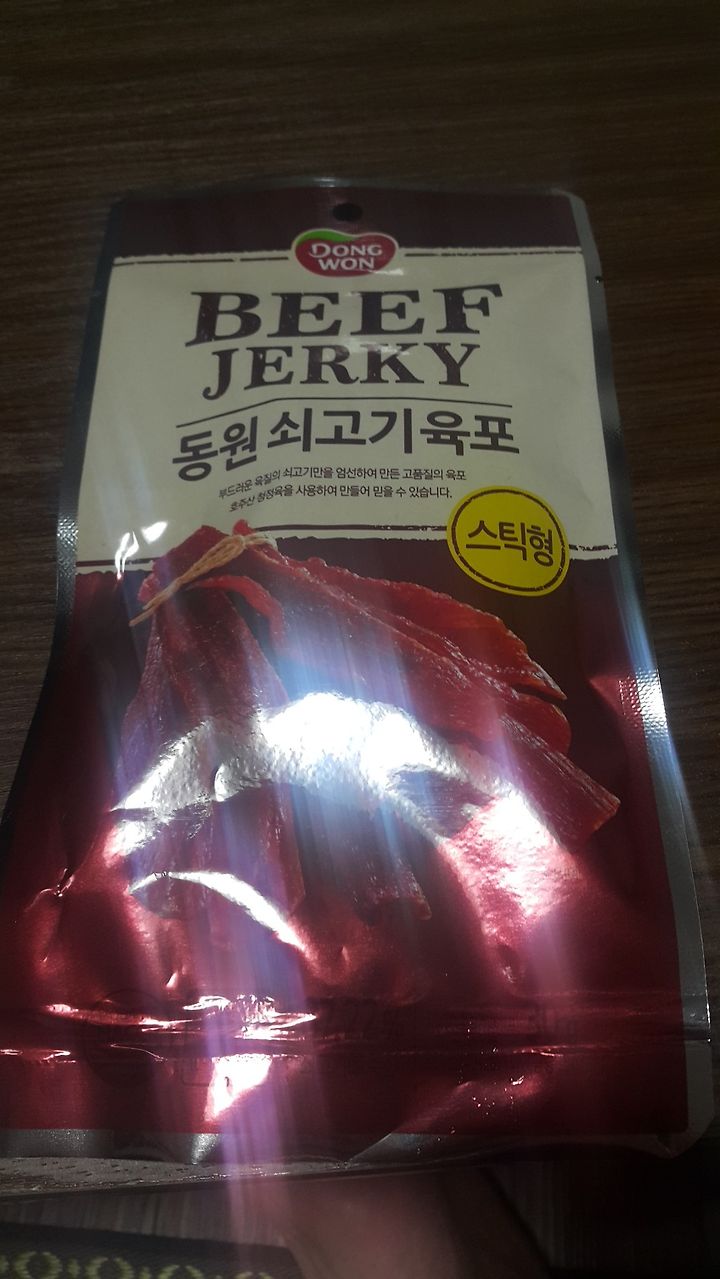 DONG
WON
BEEF
JERKY
동원 쇠고기육포
부드러운 육질의 쇠고기만을 엄선하여 만든 고품질의 육포
호주산 청정육을 사용하여 만들어 믿을 수 있습니다.
스틱형